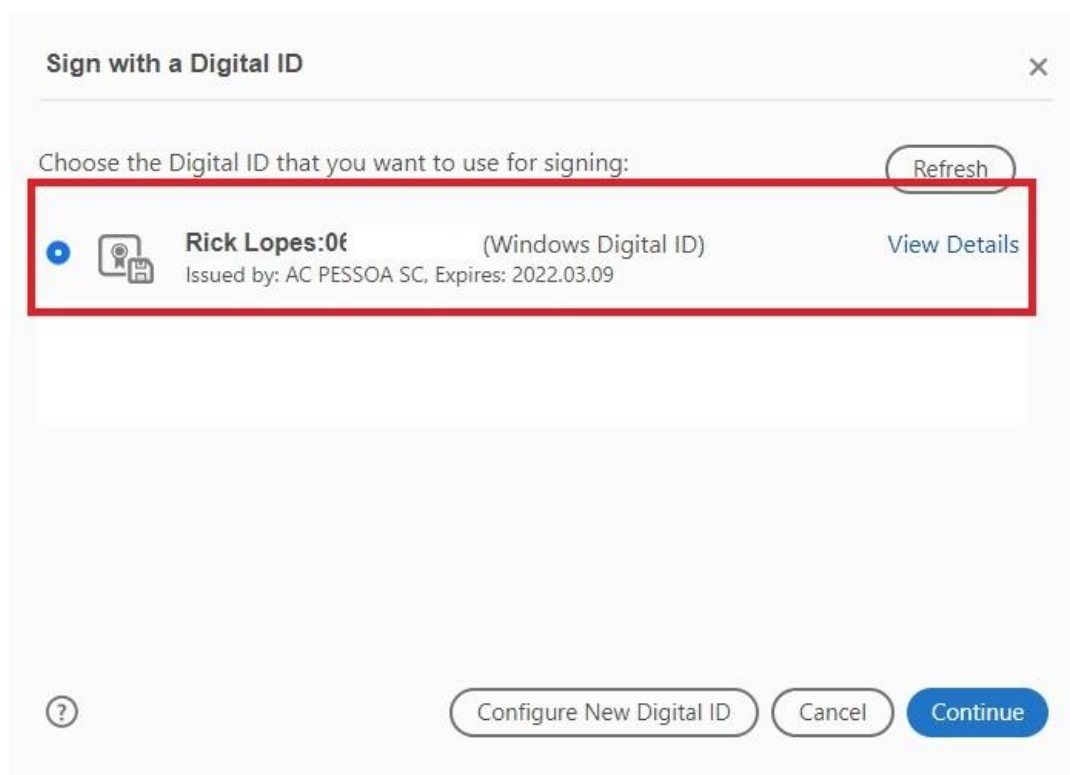 Sign with a Digital ID
Choose the Digital ID that you want to use for signing:
Refresh
Rick Lopes:06 (Windows Digital ID)
View Details
Issued by: AC PESSOA SC, Expires: 2022.03.09
Configure New Digital ID
Cancel
Continue